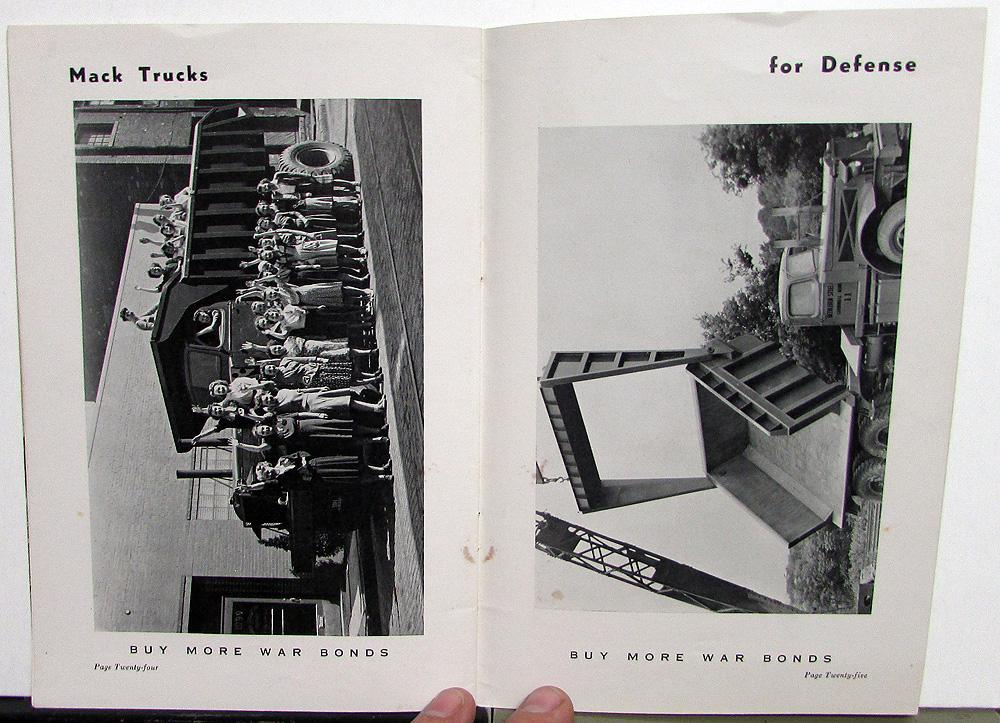 Mack Trucks
BUY MORE WAR BONDS
Page Twenty-four
for Defense
BUY MORE WAR BONDS
Page Twenty-five